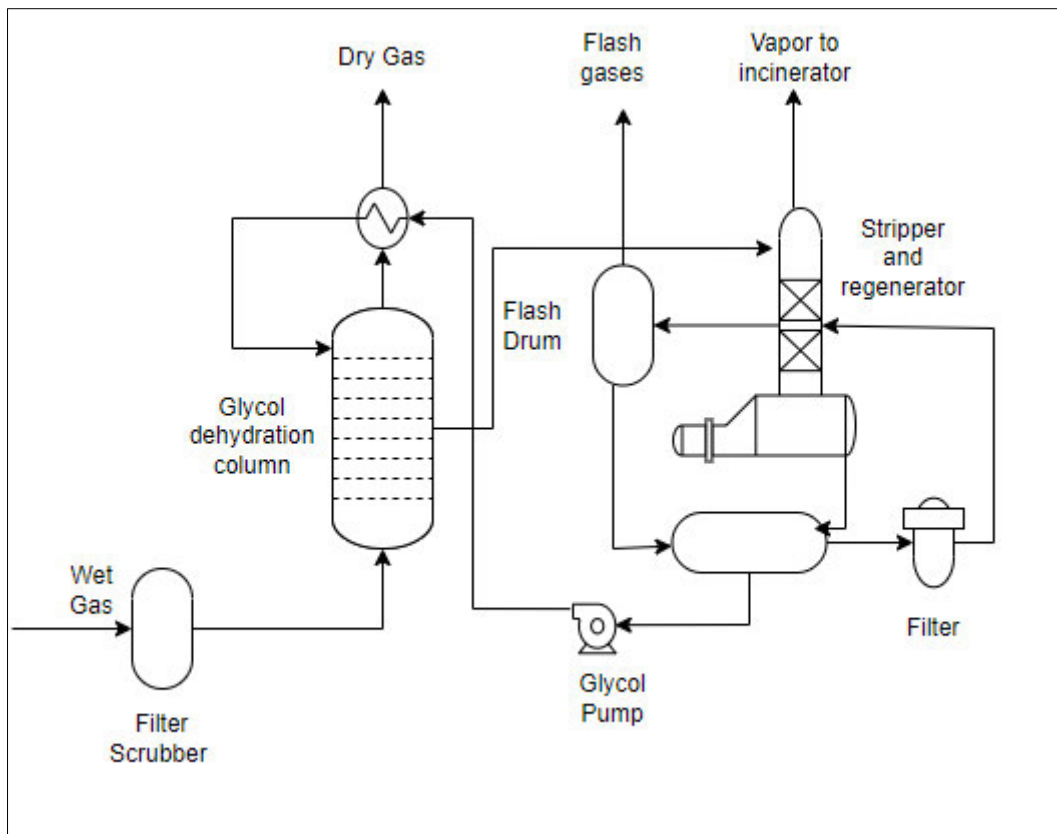 Dry Gas
Flash
gases
Vapor to
incinerator
Stripper
and
regenerator
Flash
Drum
Glycol
dehydration
column
Wet
Gas
Filter
Scrubber
Glycol
Pump
Filter